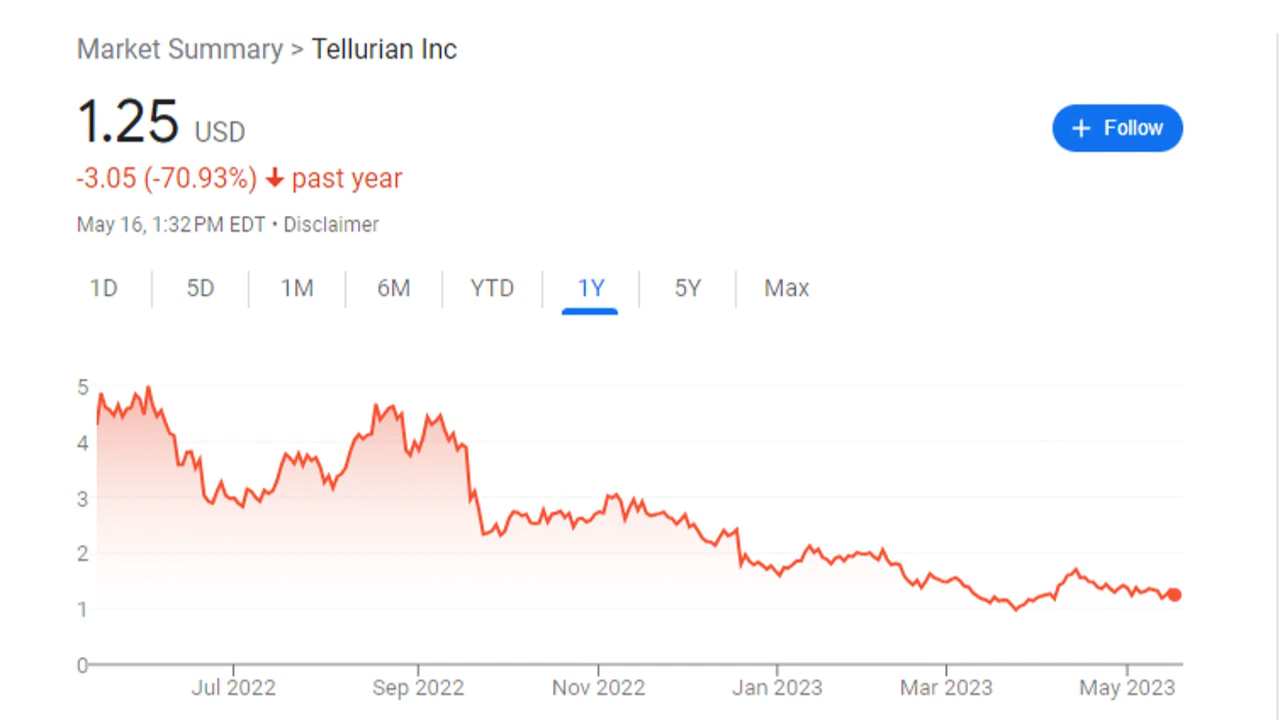 Market Summary > Tellurian Inc
1.25 USD
+ Follow
-3.05 (-70.93%) ↓ past year
May 16, 1:32 PM EDT • Disclaimer
1D 5D 1M 6M YTD 1Y 5Y Max
5
4
3
2
1
0
Jul 2022 Sep 2022 Nov 2022 Jan 2023 Mar 2023 May 2023